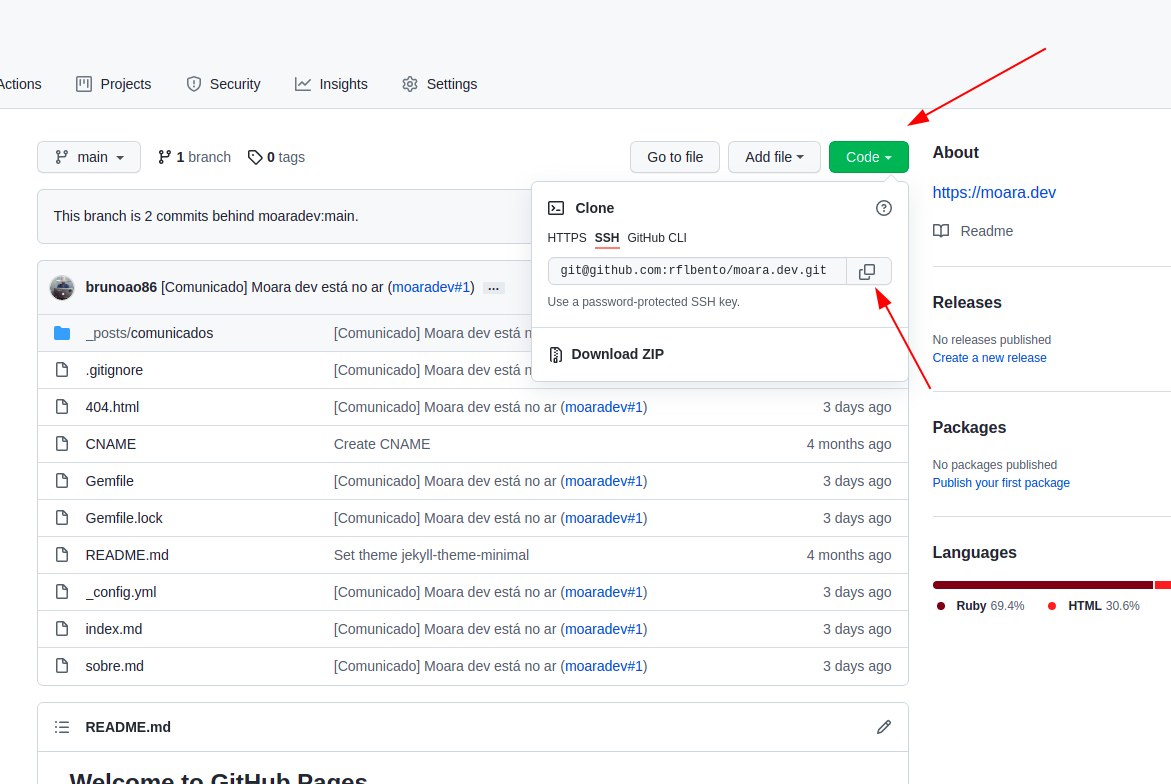 Actions Projects Security Insights Settings
main 1 branch 0 tags Go to file Add file Code
This branch is 2 commits behind moaradev:main.
Clone
HTTPS SSH GitHub CLI
git@github.com:rflbento/moara.dev.git
Use a password-protected SSH key.
Download ZIP
brunoao86 [Comunicado] Moara dev está no ar (moaradev#1) ...
_posts/comunicados [Comunicado] Moara dev está n
.gitignore [Comunicado] Moara dev está n
404.html [Comunicado] Moara dev está no ar (moaradev#1) 3 days ago
CNAME Create CNAME 4 months ago
Gemfile [Comunicado] Moara dev está no ar (moaradev#1) 3 days ago
Gemfile.lock [Comunicado] Moara dev está no ar (moaradev#1) 3 days ago
README.md Set theme jekyll-theme-minimal 4 months ago
_config.yml [Comunicado] Moara dev está no ar (moaradev#1) 3 days ago
index.md [Comunicado] Moara dev está no ar (moaradev#1) 3 days ago
sobre.md [Comunicado] Moara dev está no ar (moaradev#1) 3 days ago
README.md
Welcome to GitHub Pages
About
https://moara.dev
Readme
Releases
No releases published
Create a new release
Packages
No packages published
Publish your first package
Languages
Ruby 69.4% HTML 30.6%